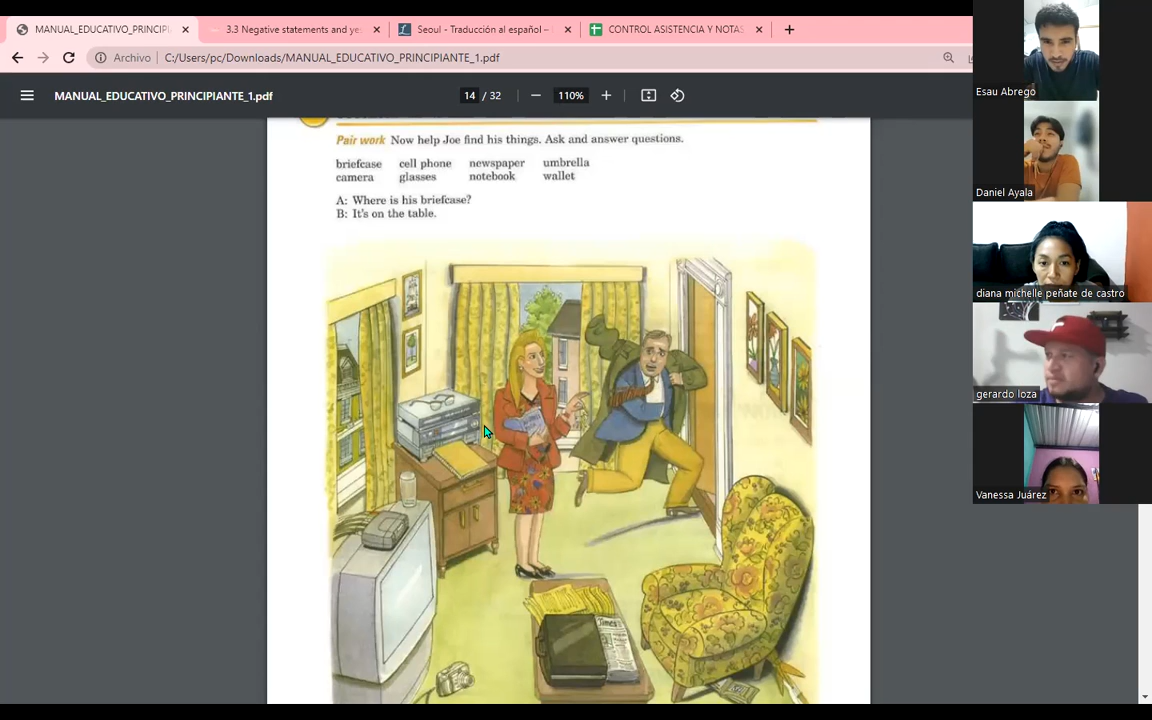 MANUAL_EDUCATIVO_PRINCIPI
3.3 Negative statements and ye
Seoul - Traducción al español –
CONTROL ASISTENCIA Y NOTAS
Archivo C:/Users/pc/Downloads/MANUAL_EDUCATIVO_PRINCIPIANTE_1.pdf
MANUAL_EDUCATIVO_PRINCIPIANTE_1.pdf
14 / 32
110%
Pair work Now help Joe find his things. Ask and answer questions.
briefcase cell phone newspaper umbrella
camera glasses notebook wallet
A: Where is his briefcase?
B: It's on the table.
Times
Esau Abrego
Daniel Ayala
diana michelle peñate de castro
gerardo loza
Vanessa Juárez